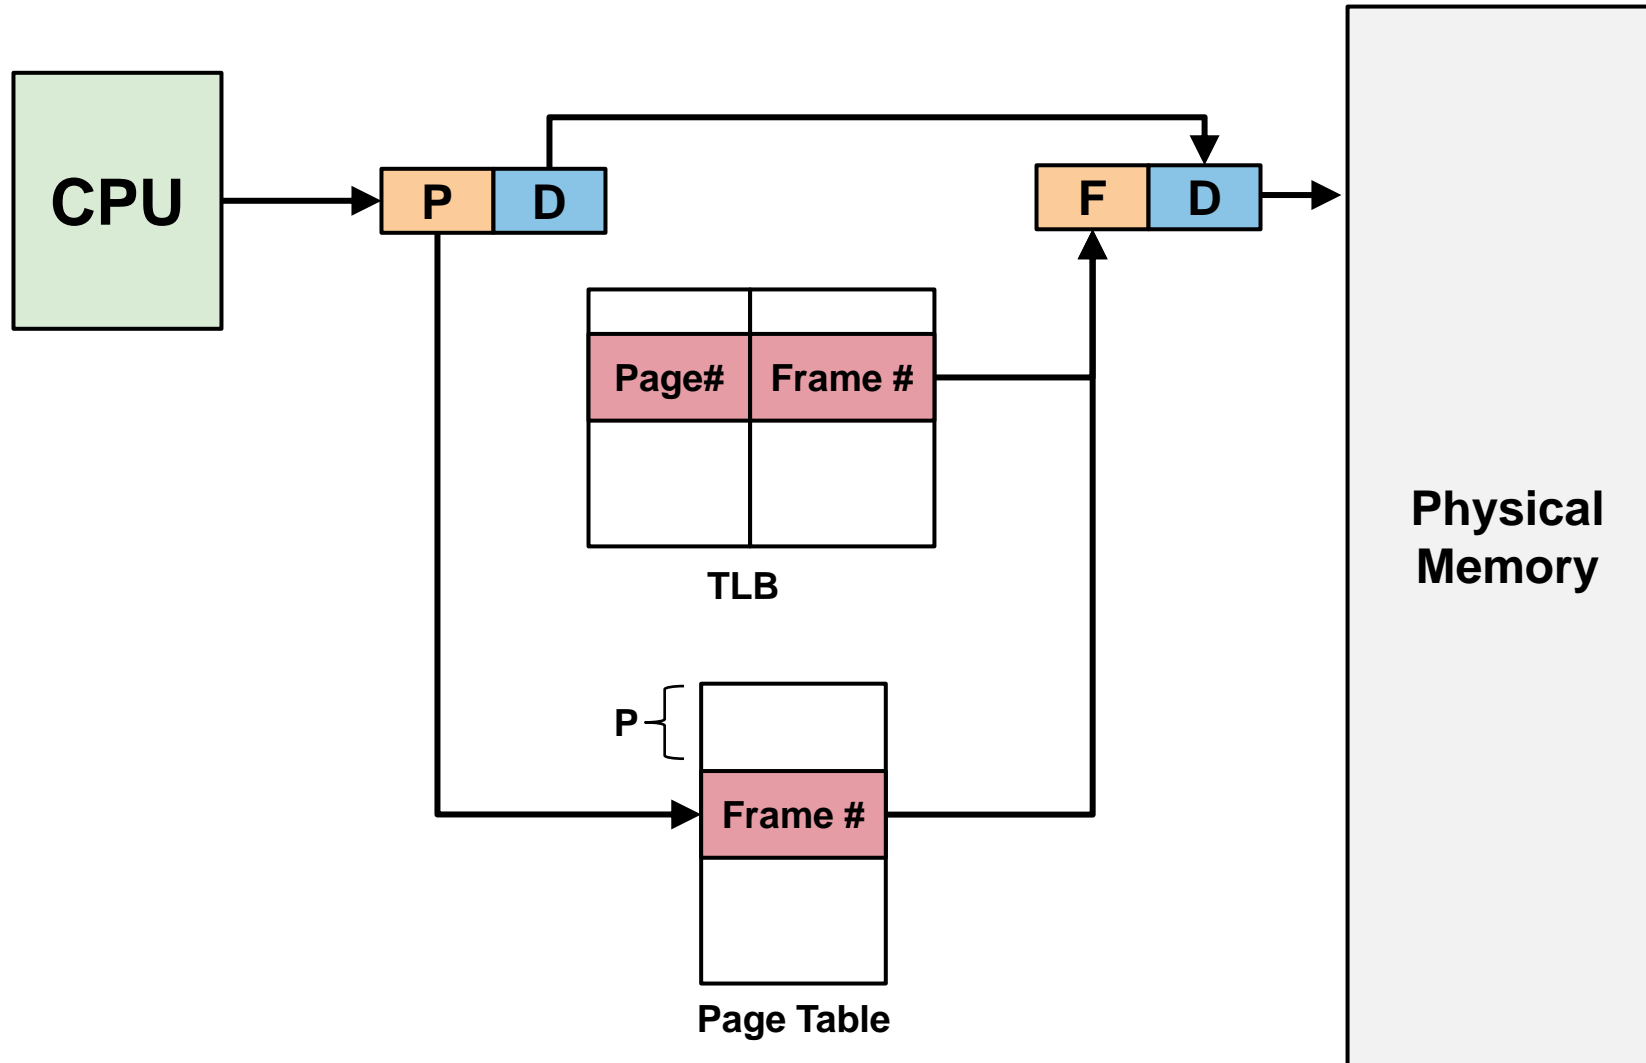 CPU
P D
F D
Page# Frame #
TLB
P
Frame #
Page Table
Physical
Memory